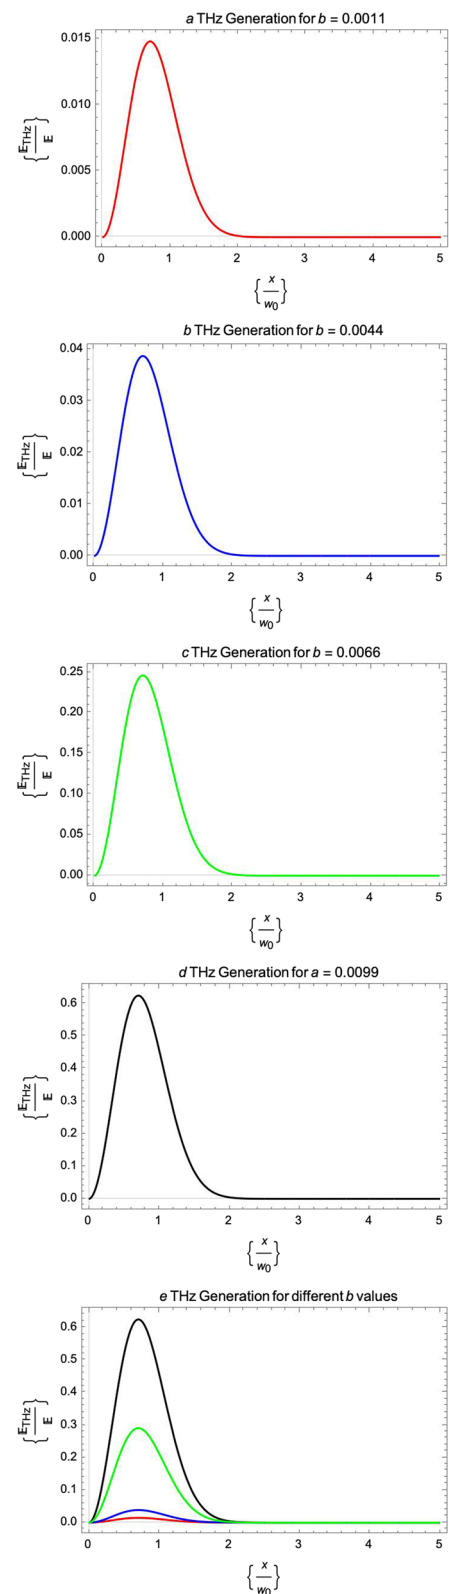 a THz Generation for b = 0.0011
0.015
0.010
0.005
0.000
{E_THz/E}
0 1 2 3 4 5
{x/w_0}
b THz Generation for b = 0.0044
0.04
0.03
0.02
0.01
0.00
{E_THz/E}
0 1 2 3 4 5
{x/w_0}
c THz Generation for b = 0.0066
0.25
0.20
0.15
0.10
0.05
0.00
{E_THz/E}
0 1 2 3 4 5
{x/w_0}
d THz Generation for a = 0.0099
0.6
0.5
0.4
0.3
0.2
0.1
0.0
{E_THz/E}
0 1 2 3 4 5
{x/w_0}
e THz Generation for different b values
0.6
0.5
0.4
0.3
0.2
0.1
0.0
{E_THz/E}
0 1 2 3 4 5
{x/w_0}